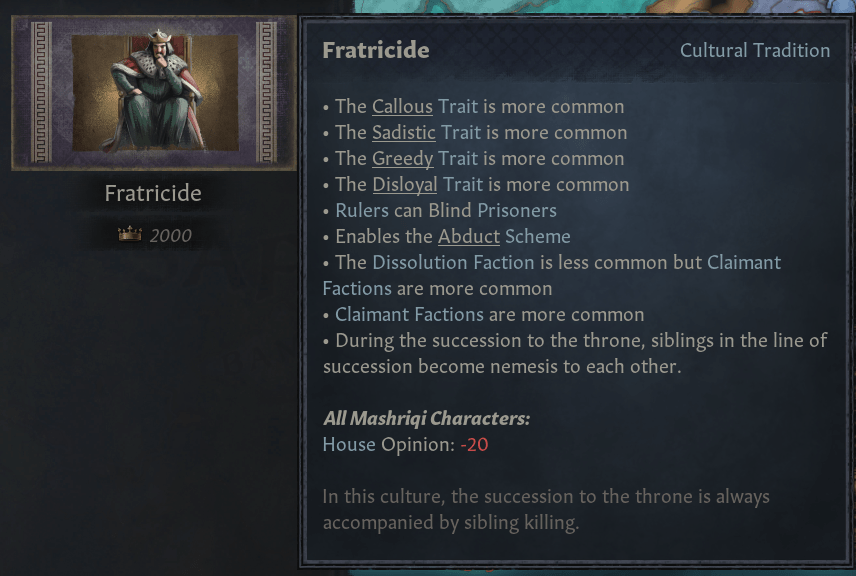 Fratricide
2000
Fratricide
Cultural Tradition
• The Callous Trait is more common
• The Sadistic Trait is more common
• The Greedy Trait is more common
• The Disloyal Trait is more common
• Rulers can Blind Prisoners
• Enables the Abduct Scheme
• The Dissolution Faction is less common but Claimant
Factions are more common
• Claimant Factions are more common
• During the succession to the throne, siblings in the line of
succession become nemesis to each other.
All Mashriqi Characters:
House Opinion: -20
In this culture, the succession to the throne is always
accompanied by sibling killing.